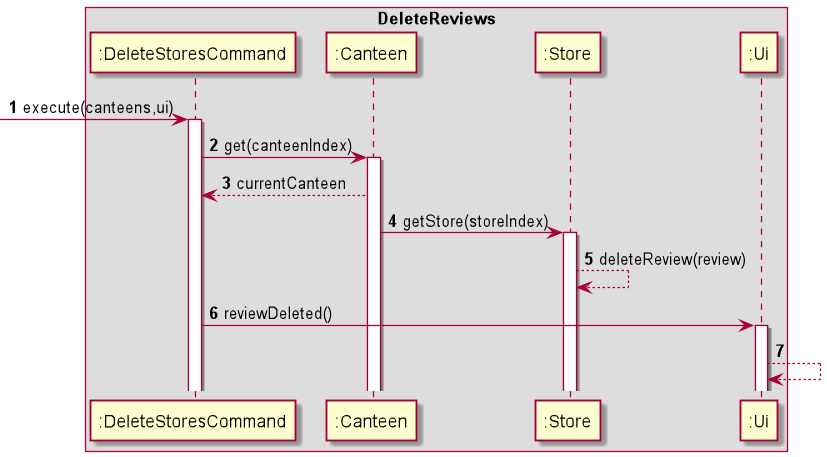 DeleteReviews
:DeleteStoresCommand :Canteen :Store :Ui
1 execute(canteens,ui)
2 get(canteenIndex)
3 currentCanteen
4 getStore(storeIndex)
5 deleteReview(review)
6 reviewDeleted()
7
:DeleteStoresCommand :Canteen :Store :Ui